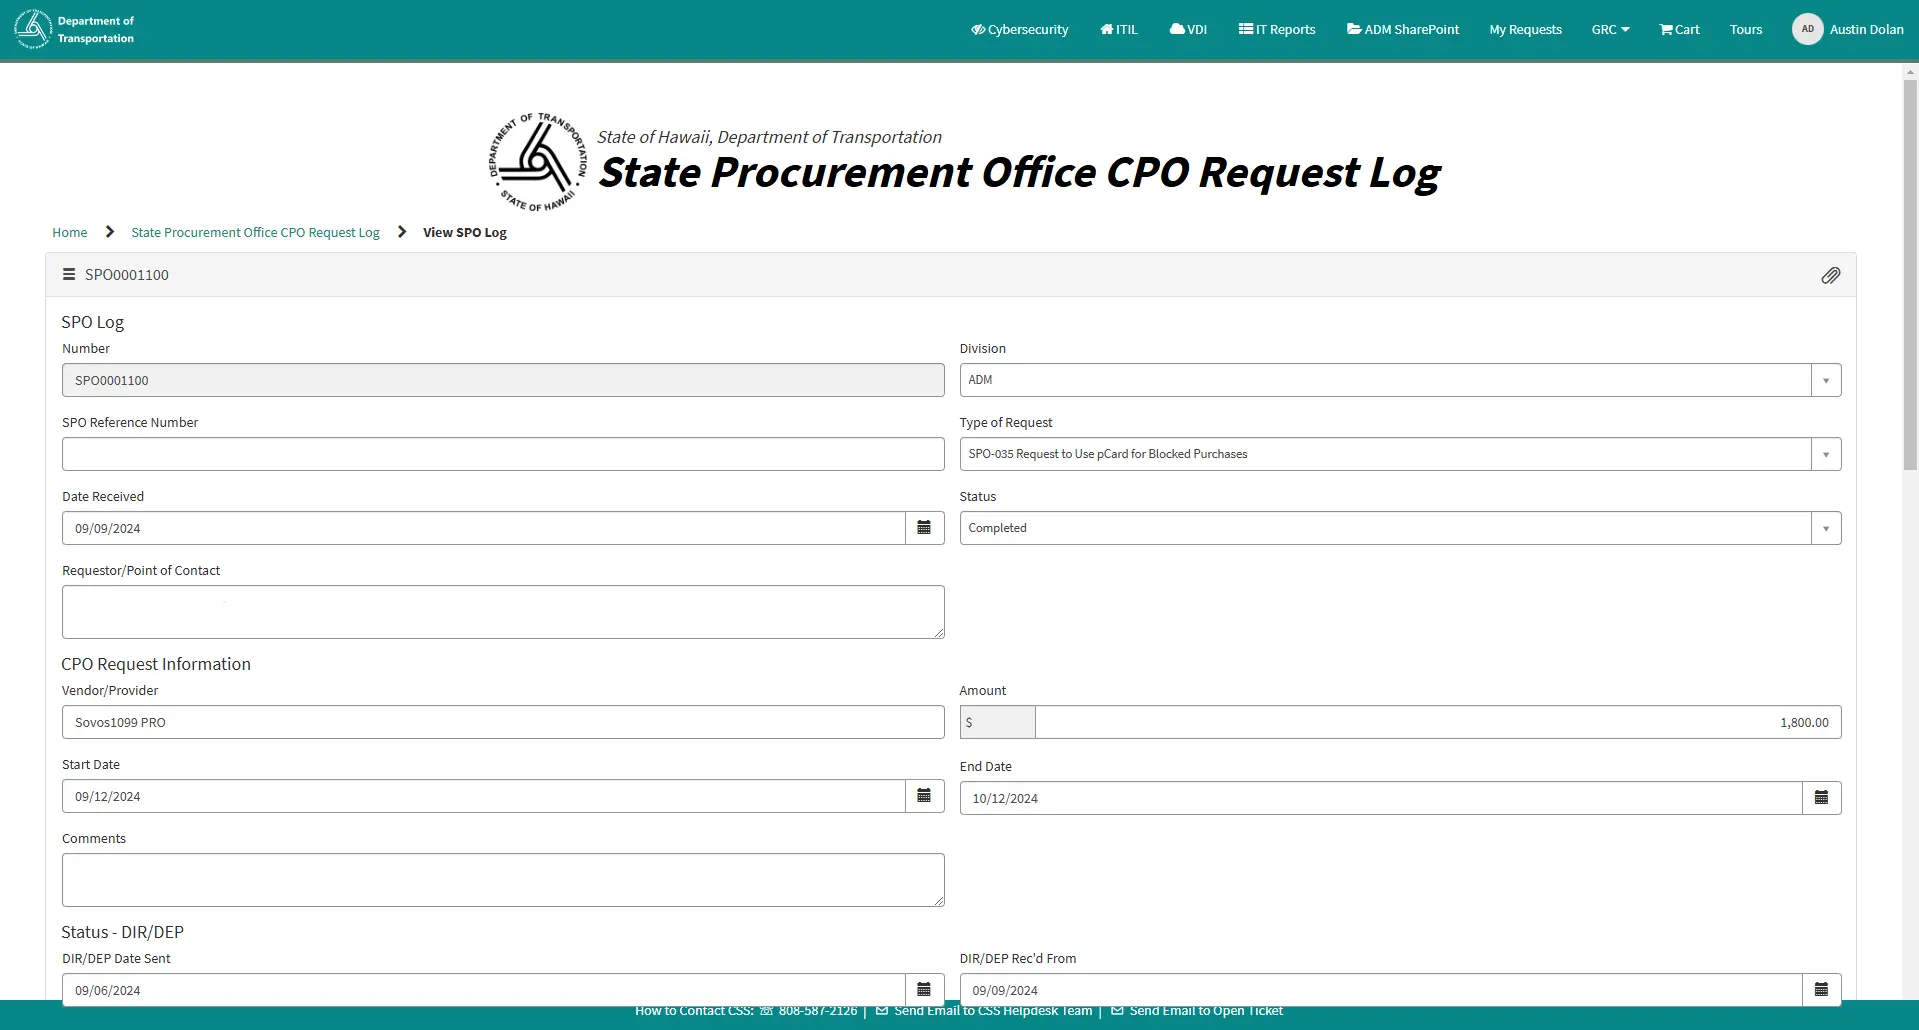 Department of
Transportation
Cybersecurity
ITIL
VDI
IT Reports
ADM SharePoint
My Requests
GRC
Cart
Tours
AD
Austin Dolan
DEPARTMENT OF TRANSPORTATION
STATE OF HAWAII
State of Hawaii, Department of Transportation
State Procurement Office CPO Request Log
Home
State Procurement Office CPO Request Log
View SPO Log
SPO0001100
SPO Log
Number
SPO0001100
Division
ADM
SPO Reference Number
Type of Request
SPO-035 Request to Use pCard for Blocked Purchases
Date Received
09/09/2024
Status
Completed
Requestor/Point of Contact
CPO Request Information
Vendor/Provider
Sovos1099 PRO
Amount
$
1,800.00
Start Date
09/12/2024
End Date
10/12/2024
Comments
Status - DIR/DEP
DIR/DEP Date Sent
09/06/2024
DIR/DEP Rec'd From
09/09/2024
How to Contact CSS: 808-587-2126 | Send Email to CSS Helpdesk Team | Send Email to Open Ticket